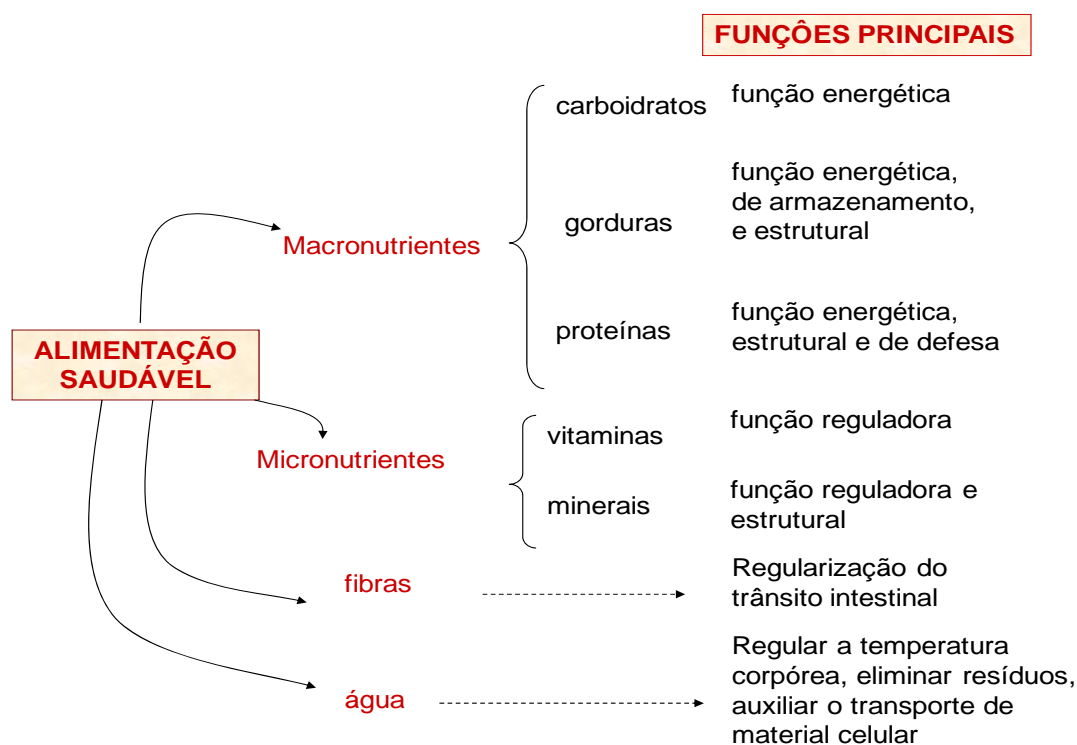 FUNÇÔES PRINCIPAIS
carboidratos
função energética
gorduras
função energética,
de armazenamento,
e estrutural
Macronutrientes
proteínas
função energética,
estrutural e de defesa
ALIMENTAÇÃO
SAUDÁVEL
vitaminas
função reguladora
Micronutrientes
minerais
função reguladora e
estrutural
fibras
Regularização do
trânsito intestinal
água
Regular a temperatura
corpórea, eliminar resíduos,
auxiliar o transporte de
material celular